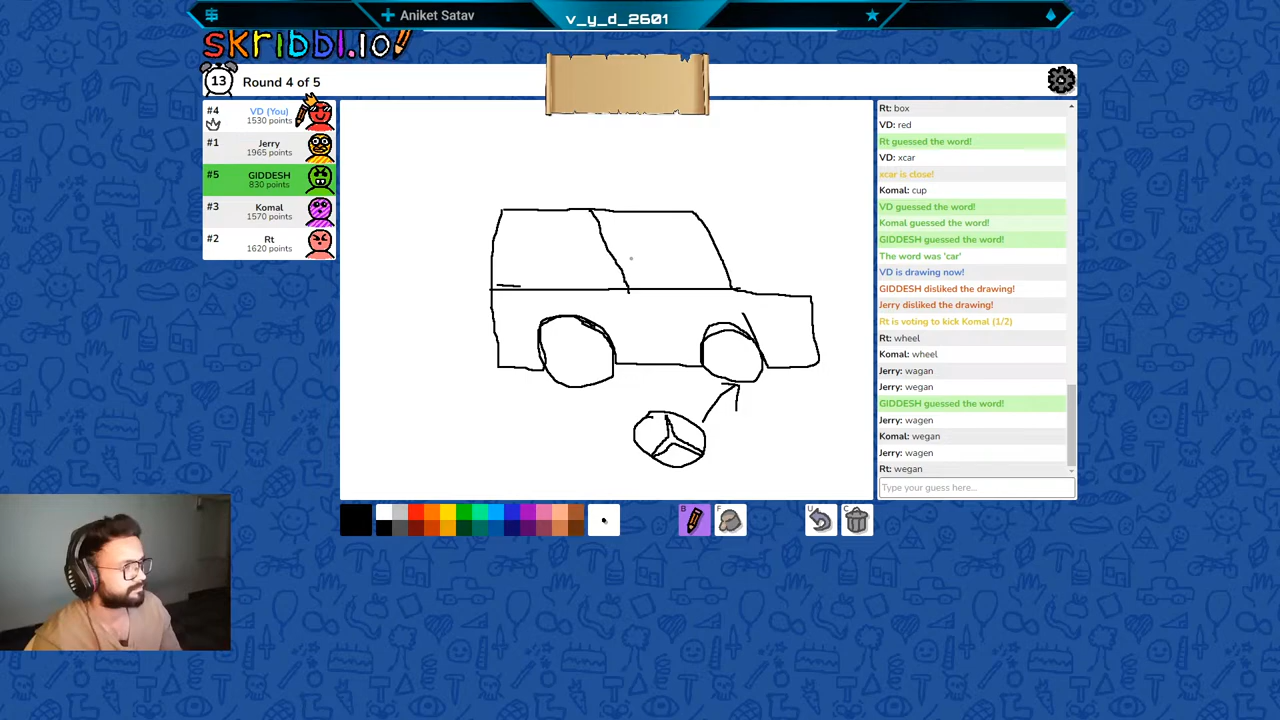 Aniket Satav
v_y_d_2601
skribbl.io
13
Round 4 of 5
#4
VD (You)
1530 points
#1
Jerry
1965 points
#5
GIDDESH
830 points
#3
Komal
1570 points
#2
Rt
1620 points
Rt: box
VD: red
Rt guessed the word!
VD: xcar
xcar is close!
Komal: cup
VD guessed the word!
Komal guessed the word!
GIDDESH guessed the word!
The word was 'car'
VD is drawing now!
GIDDESH disliked the drawing!
Jerry disliked the drawing!
Rt is voting to kick Komal (1/2)
Rt: wheel
Komal: wheel
Jerry: wagan
Jerry: wegan
GIDDESH guessed the word!
Jerry: wagen
Komal: wegan
Jerry: wagen
Rt: wegan
Type your guess here...
B
F
U
C